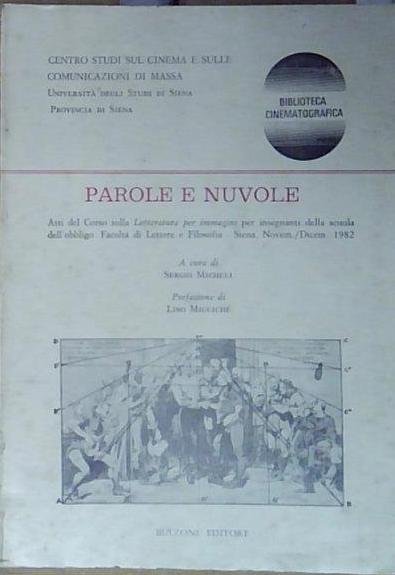 CENTRO STUDI SUL CINEMA E SULLE
COMUNICAZIONI DI MASSA
UNIVERSITÀ DEGLI STUDI DI SIENA
PROVINCIA DI SIENA
BIBLIOTECA
CINEMATOGRAFICA
PAROLE E NUVOLE
Atti del Corso sulla Letteratura per immagini per insegnanti della scuola
dell'obbligo Facoltà di Lettere e Filosofia Siena, Novem./Dicem 1982
A cura di
SERGIO MICHELI
Prefazione di
LINO MICCICHÉ
BULZONI EDITORE